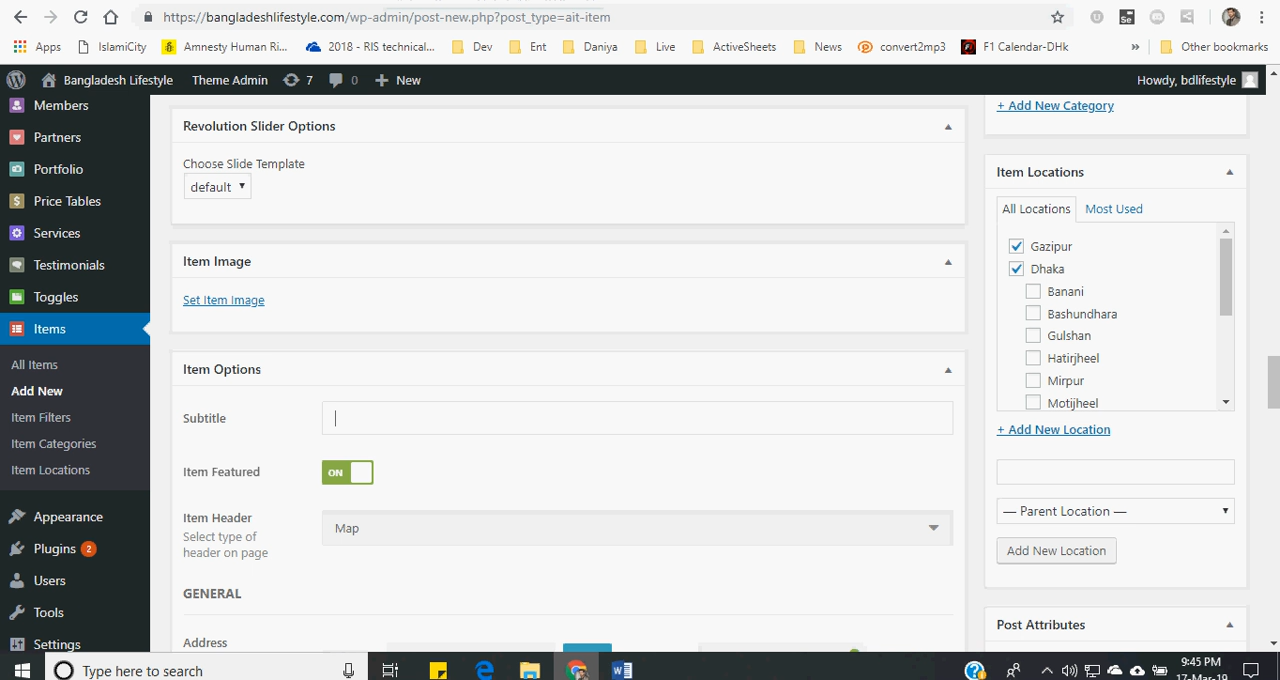 https://bangladeshlifestyle.com/wp-admin/post-new.php?post_type=ait-item
Apps
IslamiCity
Amnesty Human Ri...
2018 - RIS technical...
Dev
Ent
Daniya
Live
ActiveSheets
News
convert2mp3
F1 Calendar-DHk
»
Other bookmarks
Bangladesh Lifestyle
Theme Admin
7
0
New
Howdy, bdlifestyle
Members
Partners
Portfolio
Price Tables
Services
Testimonials
Toggles
Items
All Items
Add New
Item Filters
Item Categories
Item Locations
Appearance
Plugins 2
Users
Tools
Settings
Revolution Slider Options
Choose Slide Template
default
Item Image
Set Item Image
Item Options
Subtitle
Item Featured
ON
Item Header
Select type of
header on page
Map
GENERAL
Address
+ Add New Category
Item Locations
All Locations
Most Used
Gazipur
Dhaka
Banani
Bashundhara
Gulshan
Hatirjheel
Mirpur
Motijheel
+ Add New Location
— Parent Location —
Add New Location
Post Attributes
Type here to search
9:45 PM
17-Mar-19